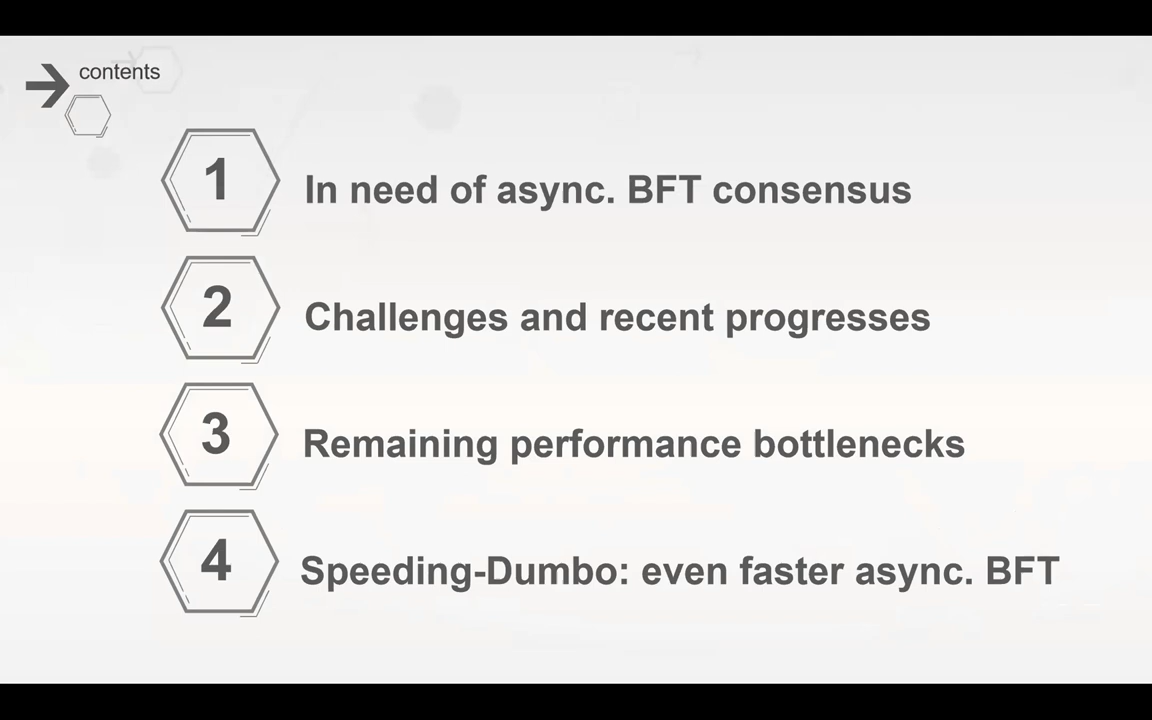 contents
1 In need of async. BFT consensus
2 Challenges and recent progresses
3 Remaining performance bottlenecks
4 Speeding-Dumbo: even faster async. BFT